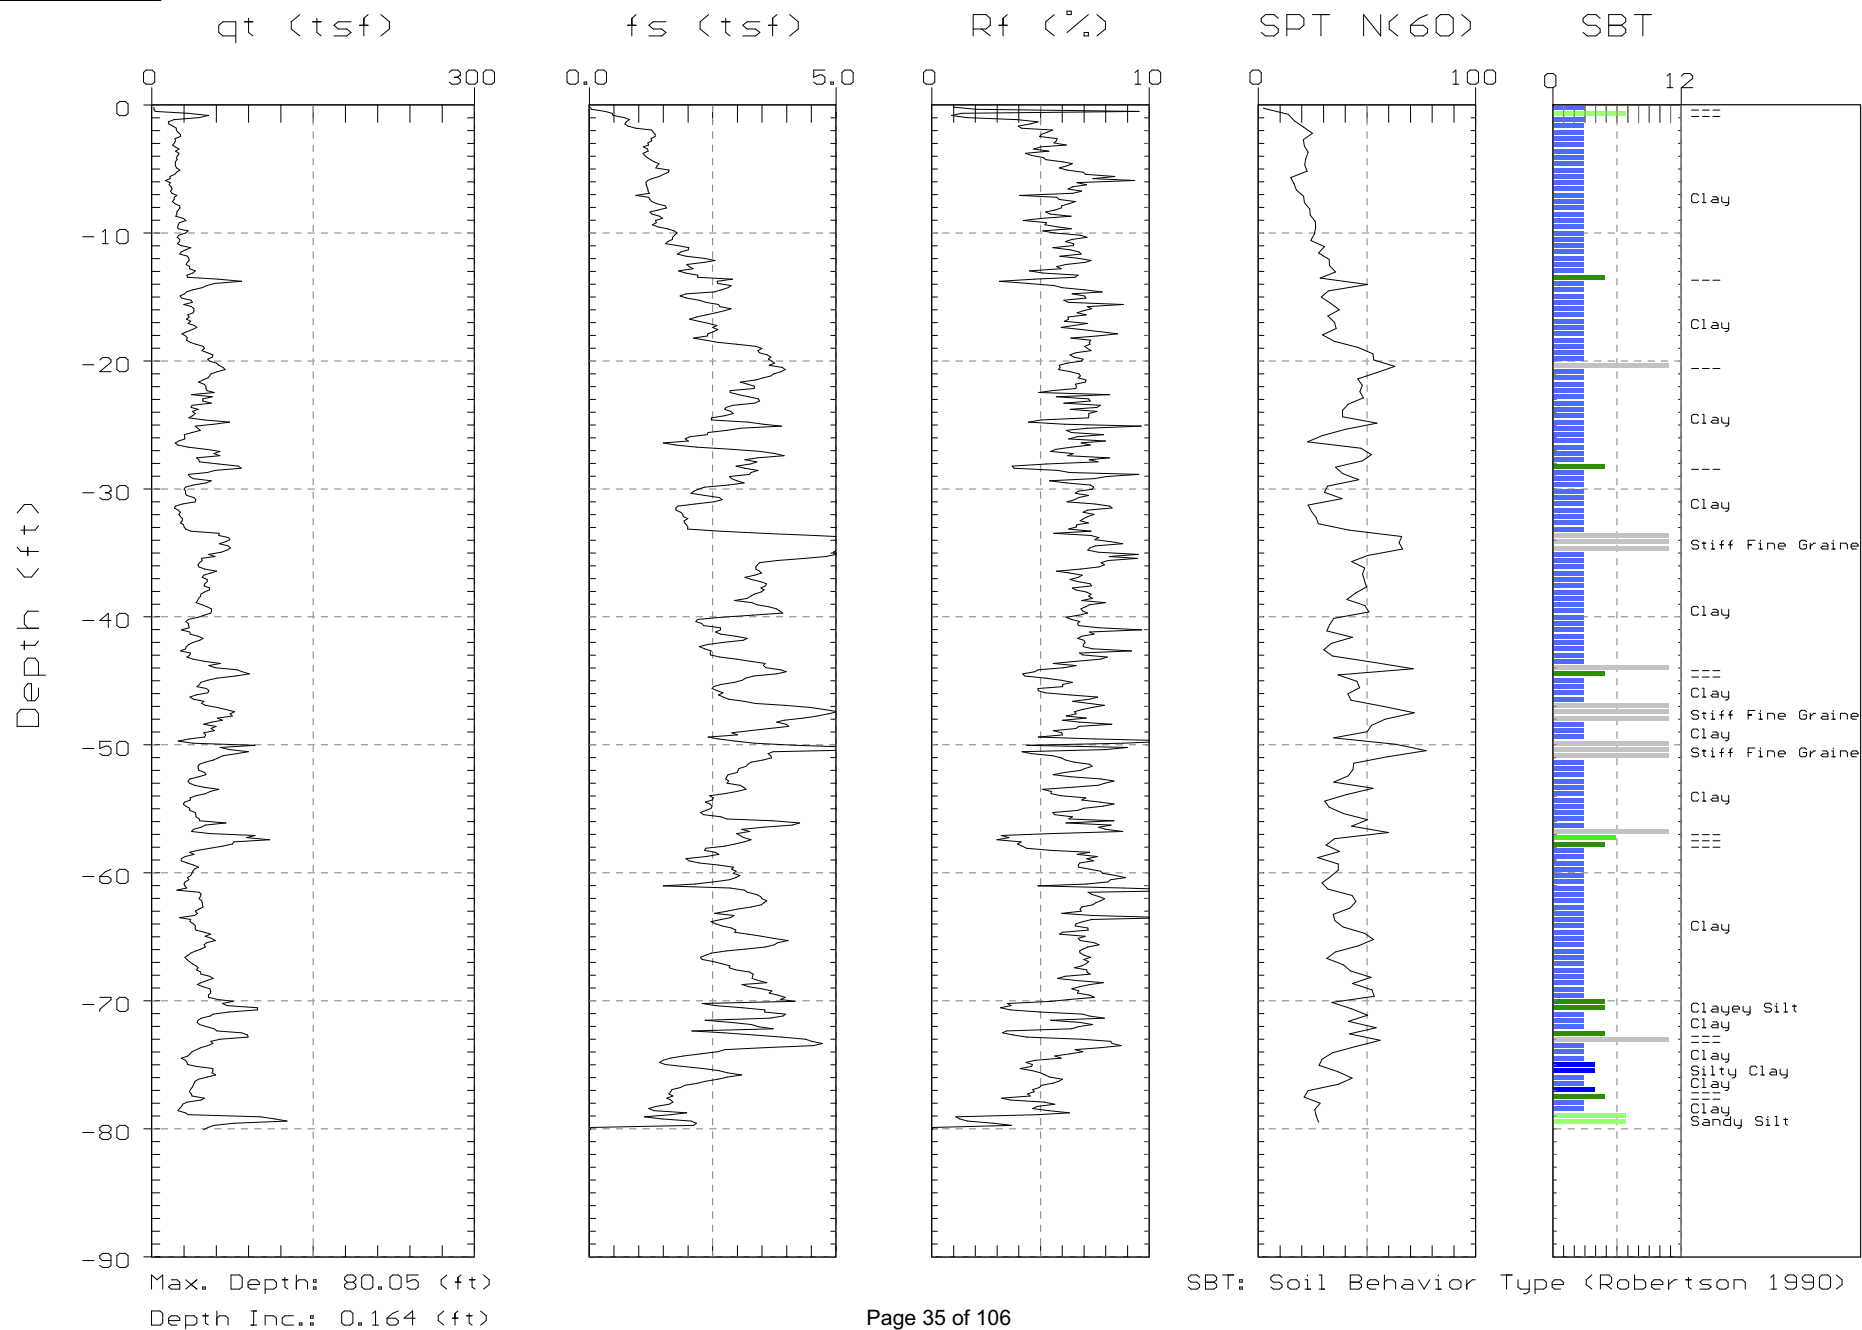 qt (tsf) fs (tsf) Rf (%) SPT N(60) SBT
0 300 0.0 5.0 0 10 0 100 0 12
0
---
---
Clay
-10
---
Clay
-20
---
Clay
---
-30
Clay
Stiff Fine Graine
Clay
-40
---
---
Clay
Stiff Fine Graine
Clay
-50
Stiff Fine Graine
Clay
---
---
---
-60
Clay
-70
Clayey Silt
Clay
---
---
Clay
Silty Clay
Clay
---
---
Clay
Sandy Silt
-80
-90
Depth (ft)
Max. Depth: 80.05 (ft)
SBT: Soil Behavior Type (Robertson 1990)
Depth Inc.: 0.164 (ft)
Page 35 of 106